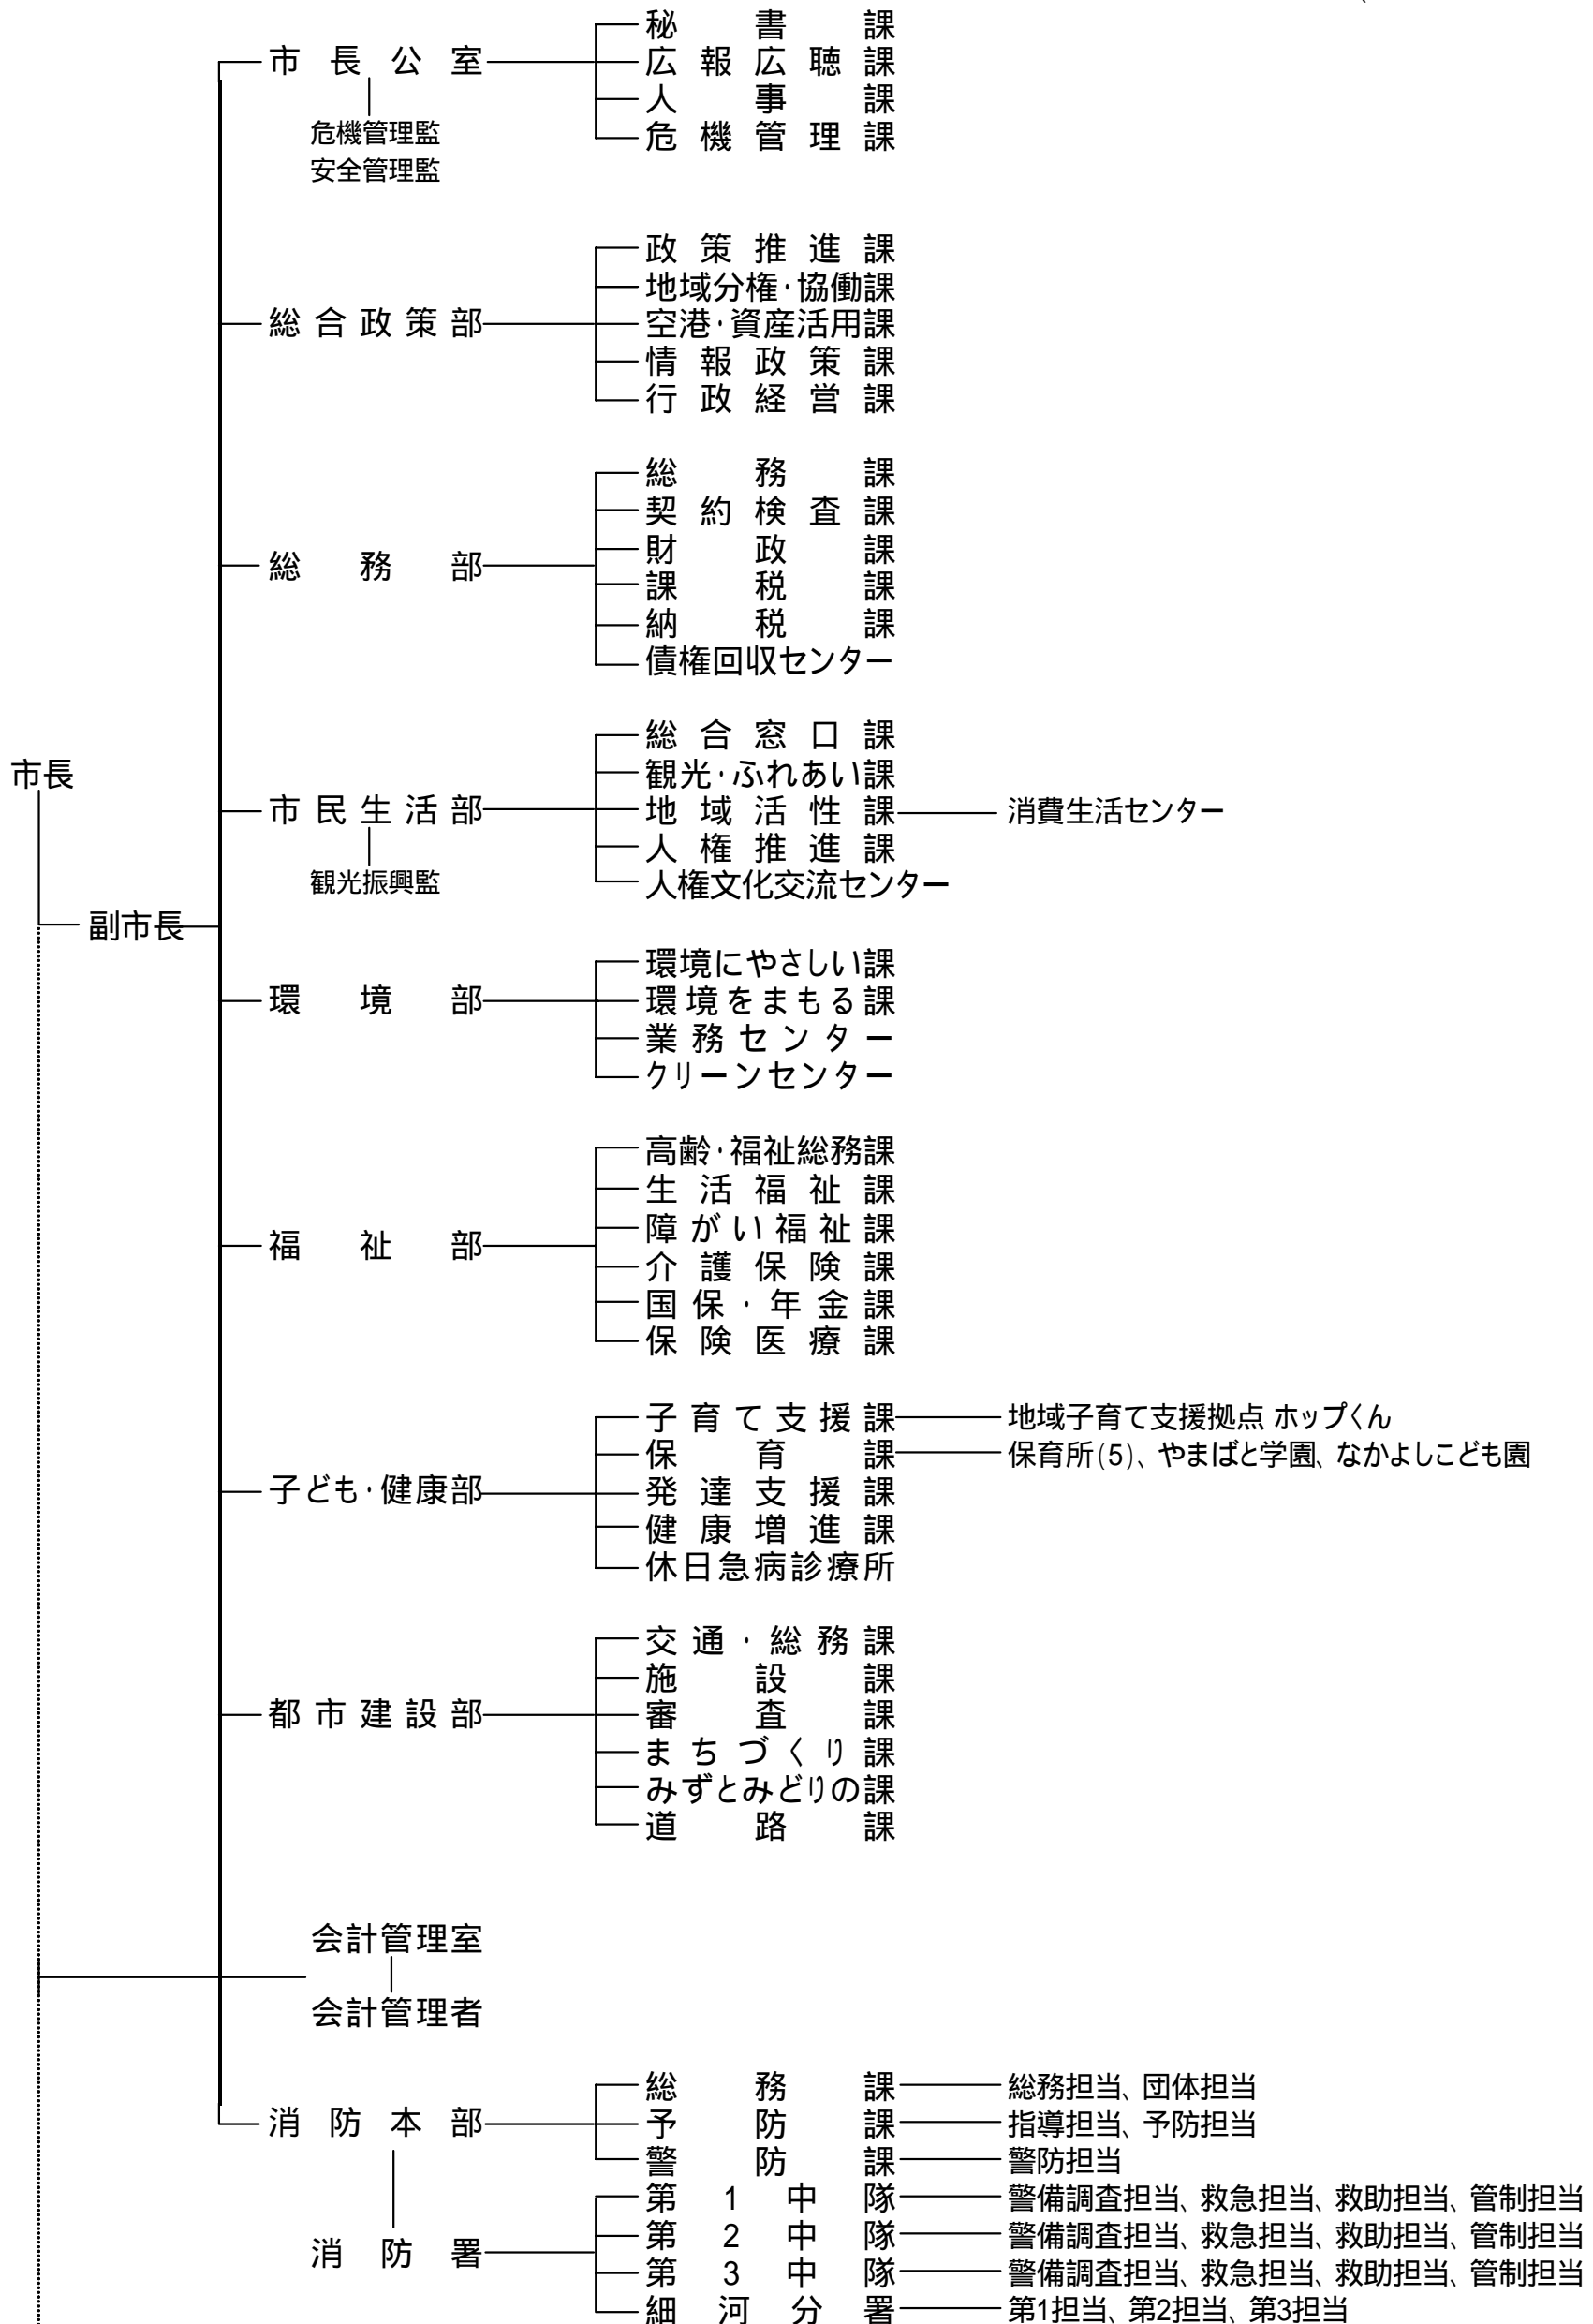 秘書課
市長公室
広報広聴課
人事課
危機管理監
危機管理課
安全管理監
政策推進課
地域分権・協働課
総合政策部
空港・資産活用課
情報政策課
行政経営課
総務課
契約検査課
財政課
総務部
課税課
納税課
債権回収センター
総合窓口課
市長
観光・ふれあい課
市民生活部
地域活性課 消費生活センター
人権推進課
観光振興監
人権文化交流センター
副市長
環境にやさしい課
環境部
環境をまもる課
業務センター
クリーンセンター
高齢・福祉総務課
生活福祉課
障がい福祉課
福祉部
介護保険課
国保・年金課
保険医療課
子育て支援課 地域子育て支援拠点 ホップくん
保育課 保育所(5)、やまばと学園、なかよしこども園
子ども・健康部
発達支援課
健康増進課
休日急病診療所
交通・総務課
施設課
都市建設部
審査課
まちづくり課
みずとみどりの課
道路課
会計管理室
会計管理者
総務課 総務担当、団体担当
消防本部
予防課 指導担当、予防担当
警防課 警防担当
第1中隊 警備調査担当、救急担当、救助担当、管制担当
第2中隊 警備調査担当、救急担当、救助担当、管制担当
消防署
第3中隊 警備調査担当、救急担当、救助担当、管制担当
細河分署 第1担当、第2担当、第3担当